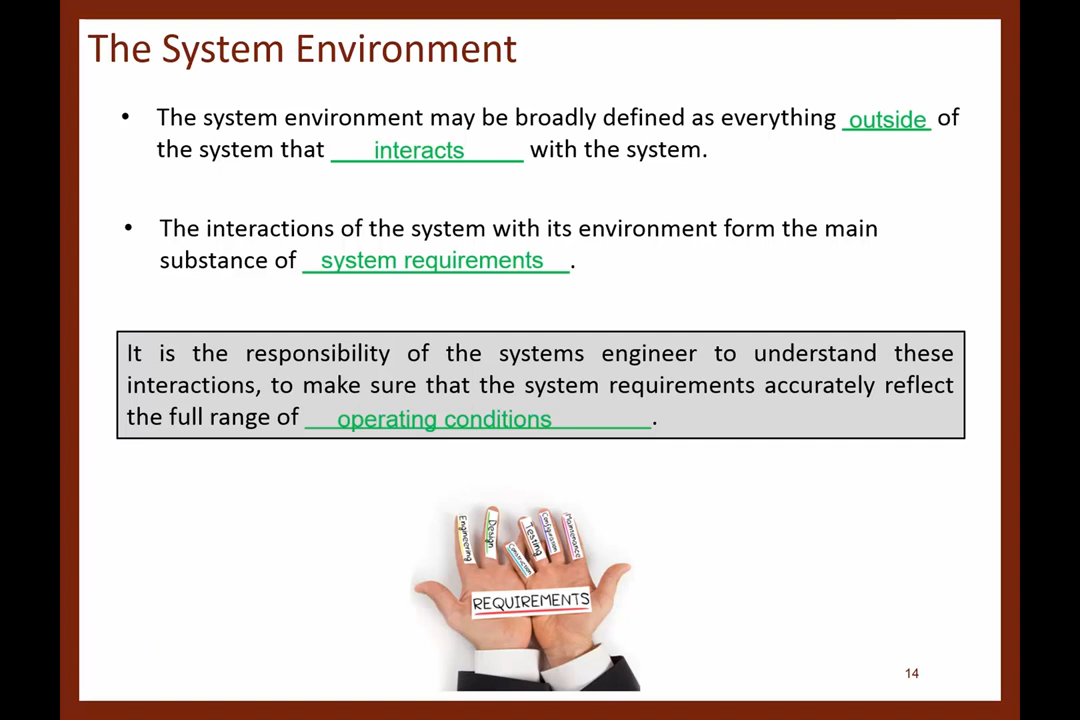 The System Environment
• The system environment may be broadly defined as everything outside of
the system that interacts with the system.
• The interactions of the system with its environment form the main
substance of system requirements.
It is the responsibility of the systems engineer to understand these
interactions, to make sure that the system requirements accurately reflect
the full range of operating conditions.
Engineering
Design
Construction
Testing
Configuration
Maintenance
REQUIREMENTS
14